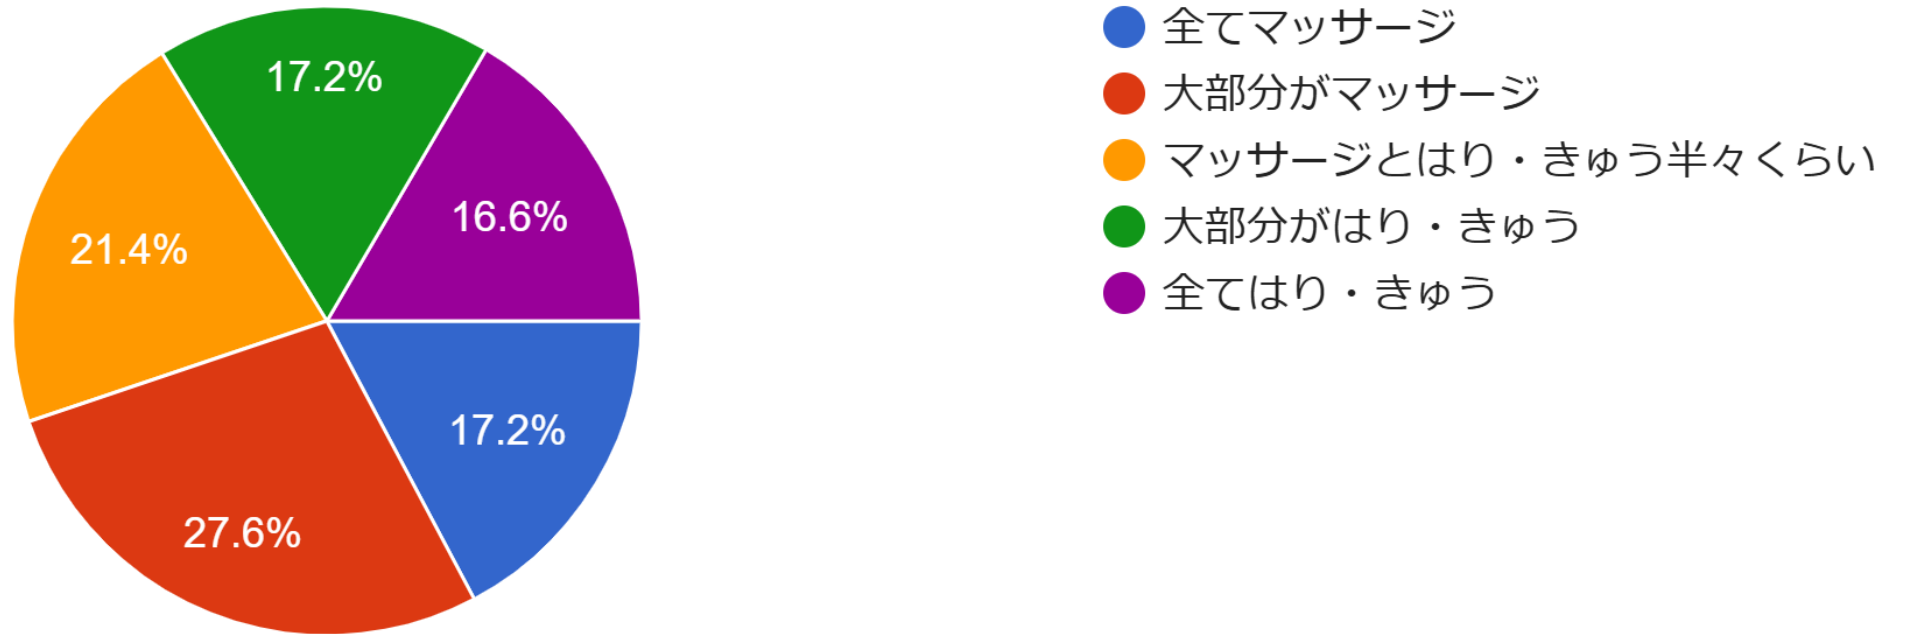 17.2%
16.6%
21.4%
17.2%
27.6%
全てマッサージ
大部分がマッサージ
マッサージとはり・きゅう半々くらい
大部分がはり・きゅう
全てはり・きゅう